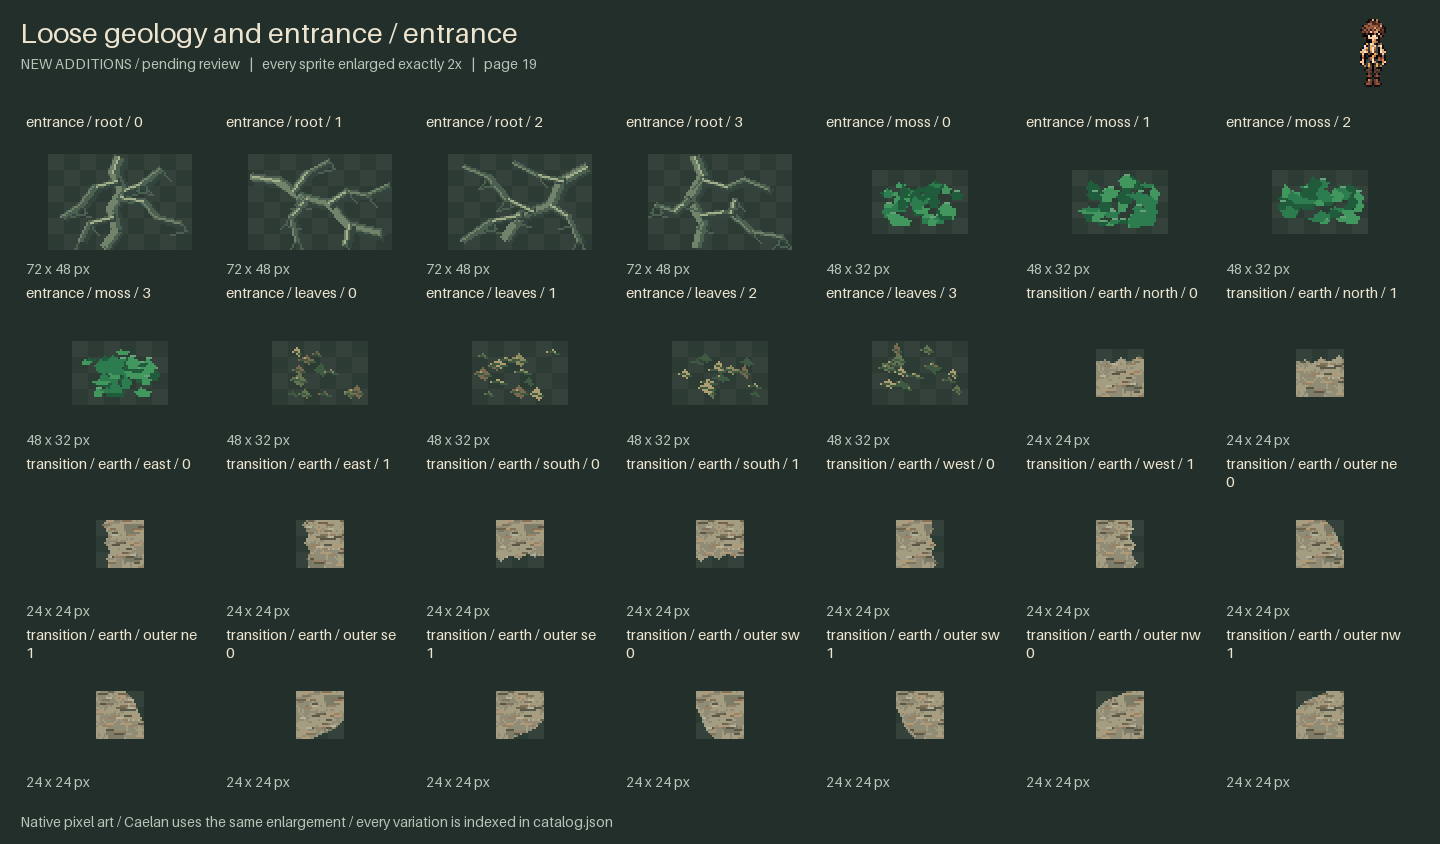 Loose geology and entrance / entrance
NEW ADDITIONS / pending review | every sprite enlarged exactly 2x | page 19
entrance / root / 0
entrance / root / 1
entrance / root / 2
entrance / root / 3
entrance / moss / 0
entrance / moss / 1
entrance / moss / 2
72 x 48 px
72 x 48 px
72 x 48 px
72 x 48 px
48 x 32 px
48 x 32 px
48 x 32 px
entrance / moss / 3
entrance / leaves / 0
entrance / leaves / 1
entrance / leaves / 2
entrance / leaves / 3
transition / earth / north / 0
transition / earth / north / 1
48 x 32 px
48 x 32 px
48 x 32 px
48 x 32 px
48 x 32 px
24 x 24 px
24 x 24 px
transition / earth / east / 0
transition / earth / east / 1
transition / earth / south / 0
transition / earth / south / 1
transition / earth / west / 0
transition / earth / west / 1
transition / earth / outer ne
0
24 x 24 px
24 x 24 px
24 x 24 px
24 x 24 px
24 x 24 px
24 x 24 px
24 x 24 px
transition / earth / outer ne
1
transition / earth / outer se
0
transition / earth / outer se
1
transition / earth / outer sw
0
transition / earth / outer sw
1
transition / earth / outer nw
0
transition / earth / outer nw
1
24 x 24 px
24 x 24 px
24 x 24 px
24 x 24 px
24 x 24 px
24 x 24 px
24 x 24 px
Native pixel art / Caelan uses the same enlargement / every variation is indexed in catalog.json